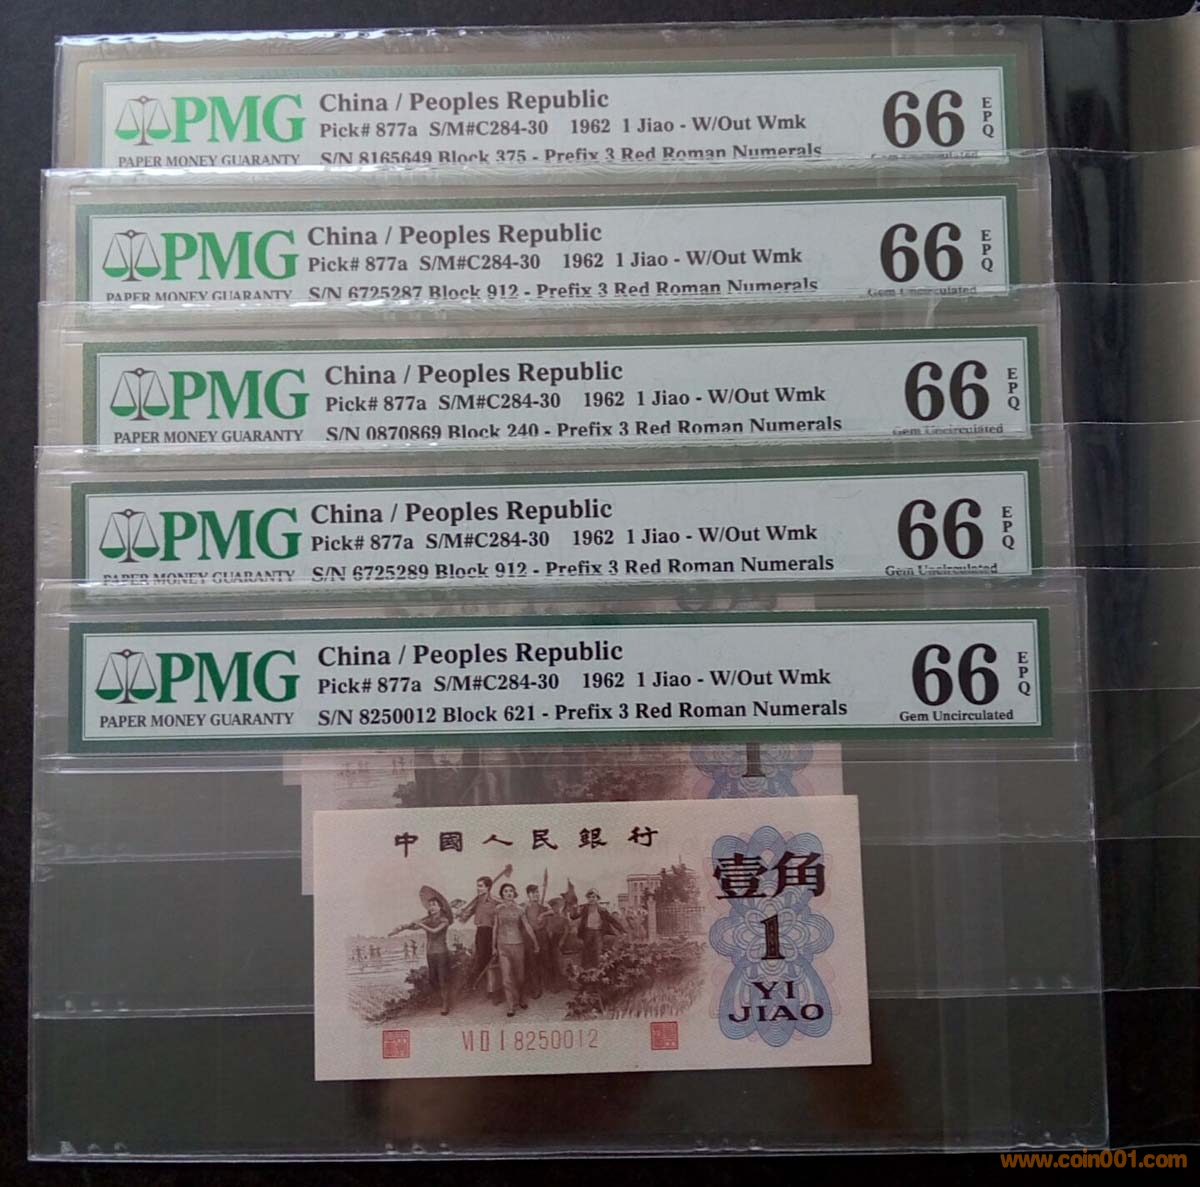 PMG China / Peoples Republic 66 EPQ
Pick# 877a S/M#C284-30 1962 1 Jiao - W/Out Wmk
PAPER MONEY GUARANTY S/N 8165649 Block 375 - Prefix 3 Red Roman Numerals Gem Uncirculated
PMG China / Peoples Republic 66 EPQ
Pick# 877a S/M#C284-30 1962 1 Jiao - W/Out Wmk
PAPER MONEY GUARANTY S/N 6725287 Block 912 - Prefix 3 Red Roman Numerals Gem Uncirculated
PMG China / Peoples Republic 66 EPQ
Pick# 877a S/M#C284-30 1962 1 Jiao - W/Out Wmk
PAPER MONEY GUARANTY S/N 0870869 Block 240 - Prefix 3 Red Roman Numerals Gem Uncirculated
PMG China / Peoples Republic 66 EPQ
Pick# 877a S/M#C284-30 1962 1 Jiao - W/Out Wmk
PAPER MONEY GUARANTY S/N 6725289 Block 912 - Prefix 3 Red Roman Numerals Gem Uncirculated
PMG China / Peoples Republic 66 EPQ
Pick# 877a S/M#C284-30 1962 1 Jiao - W/Out Wmk
PAPER MONEY GUARANTY S/N 8250012 Block 621 - Prefix 3 Red Roman Numerals Gem Uncirculated
1
中國人民銀行
壹角
1
YI
JIAO
VI II I 8250012
www.coin001.com